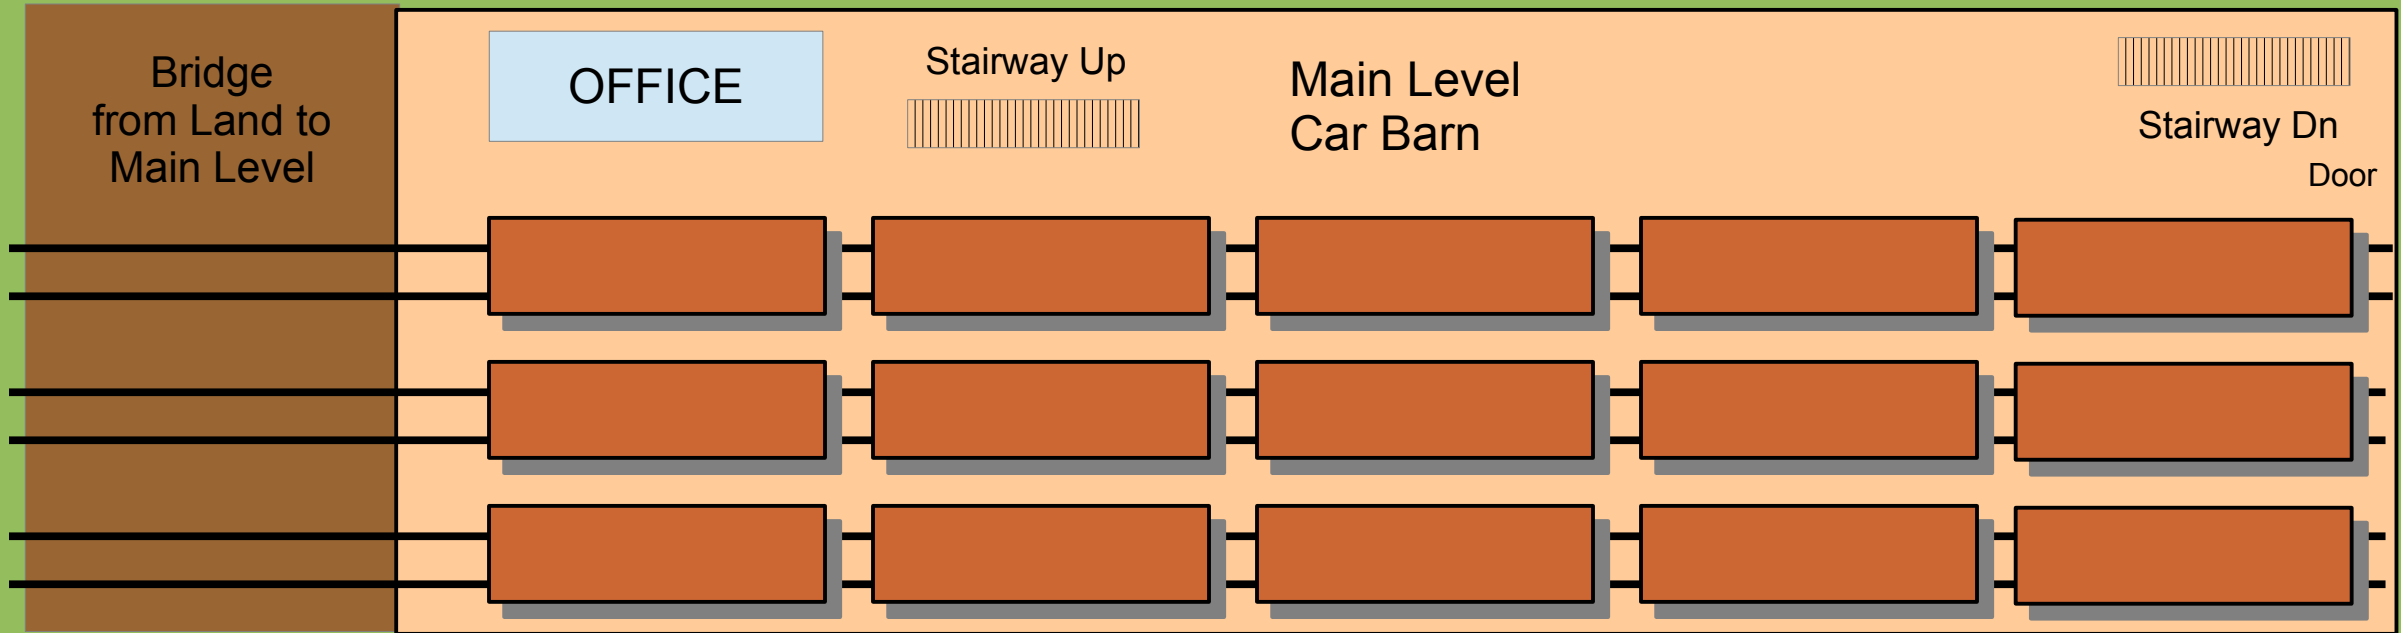 Bridge
from Land to
Main Level
OFFICE
Stairway Up
Main Level
Car Barn
Stairway Dn
Door